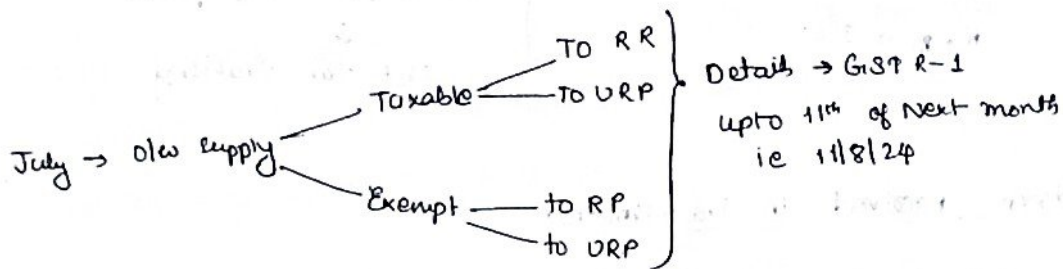 July → O/w supply
Taxable
TO RR
TO URP
Exempt
to RP
to URP
Details → GST R-1
upto 11th of Next month
ie 11/8/24